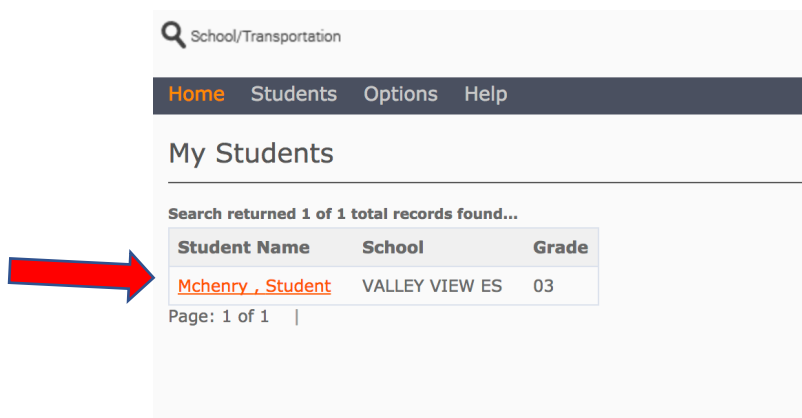 School/Transportation
Home Students Options Help
My Students
Search returned 1 of 1 total records found...
Student Name School Grade
Mchenry , Student VALLEY VIEW ES 03
Page: 1 of 1 |